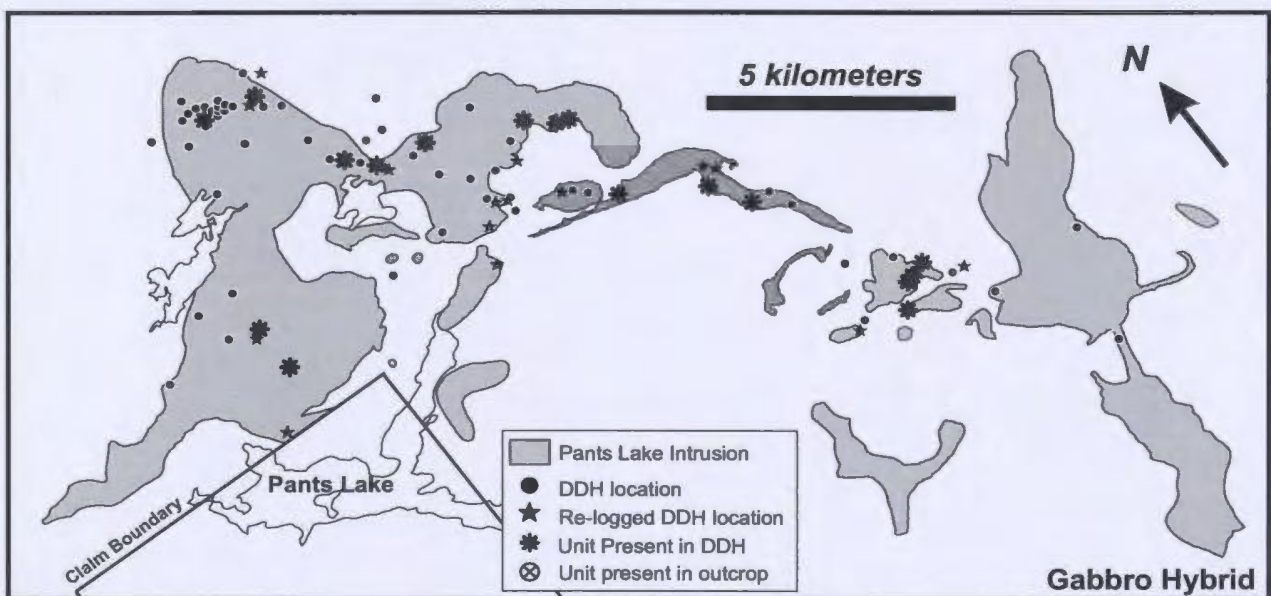 5 kilometers
N
Pants Lake Intrusion
DDH location
Re-logged DDH location
Unit Present in DDH
Unit present in outcrop
Pants Lake
Claim Boundary
Gabbro Hybrid